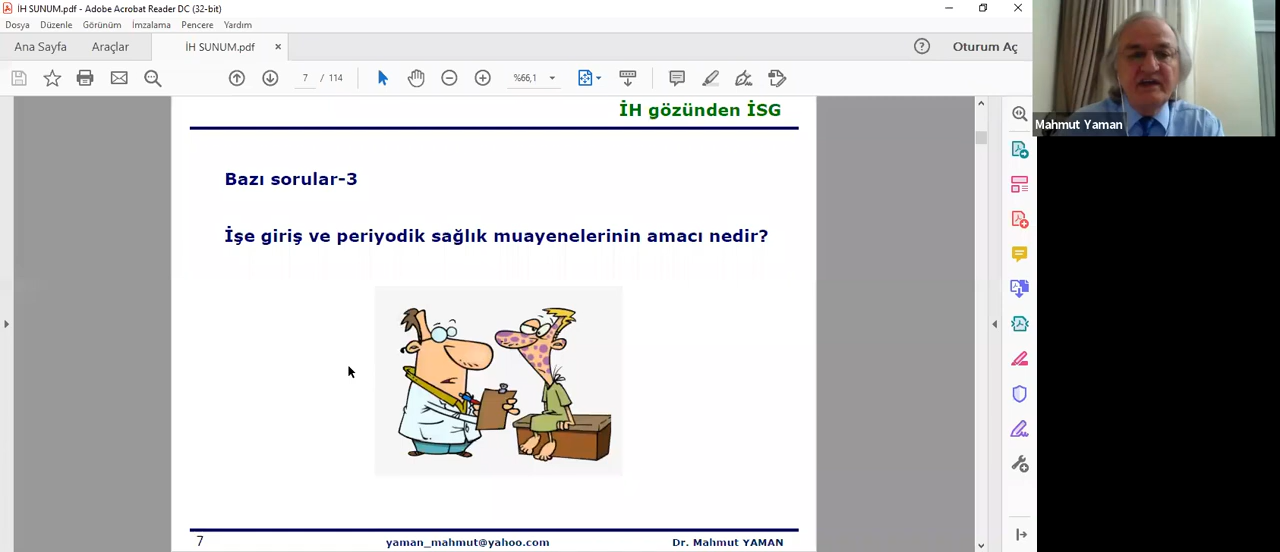 İH SUNUM.pdf - Adobe Acrobat Reader DC (32-bit)
Dosya Düzenle Görünüm İmzalama Pencere Yardım
Ana Sayfa Araçlar İH SUNUM.pdf × Oturum Aç
7 / 114 %66,1
Mahmut Yaman
İH gözünden İSG
Bazı sorular-3
İşe giriş ve periyodik sağlık muayenelerinin amacı nedir?
7 yaman_mahmut@yahoo.com Dr. Mahmut YAMAN